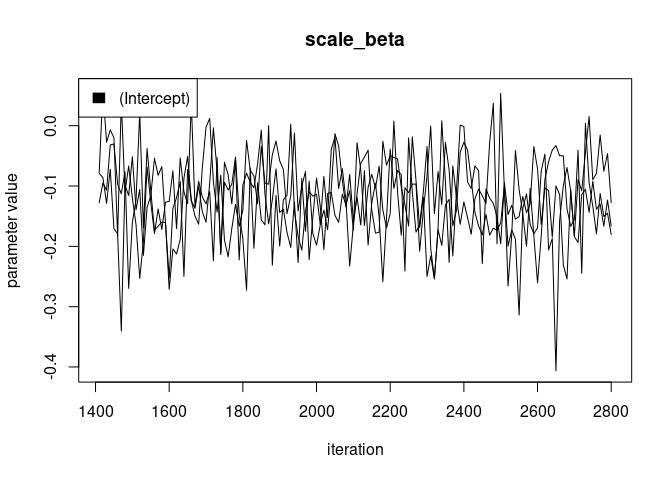 scale_beta
(Intercept)
parameter value
0.0
-0.1
-0.2
-0.3
-0.4
1400 1600 1800 2000 2200 2400 2600 2800
iteration